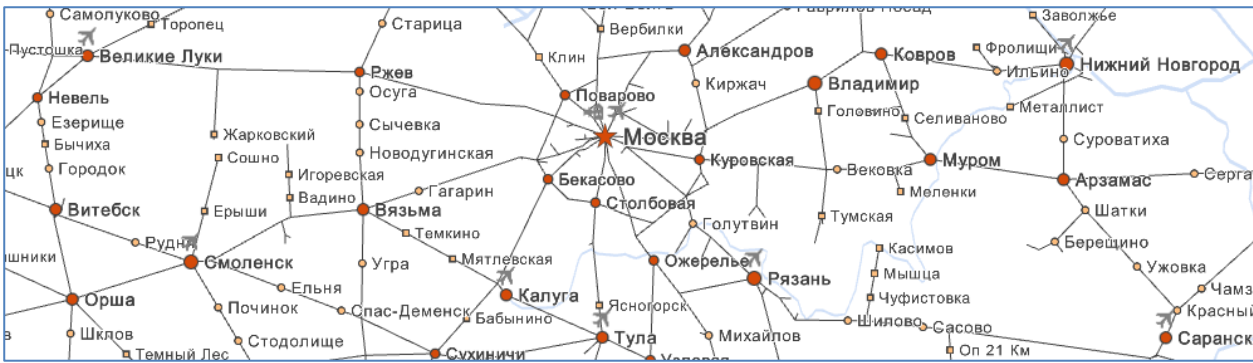 Самолуково
Торопец
Старица
Вербилки
Заволжье
Пустошка
Великие Луки
Клин
Александров
Ковров
Фролищи
Нижний Новгород
Ржев
Ильино
Осуга
Поварово
Киржач
Владимир
Невель
Металлист
Езерище
Головино
Селиваново
Сычевка
Жарковский
Москва
Бычиха
Суроватиха
Сошно
Новодугинская
Куровская
Муром
Городок
Вековка
Игоревская
Бекасово
Арзамас
Гагарин
Меленки
Вадино
Столбовая
Витебск
Ерыши
Вязьма
Тумская
Шатки
Голутвин
Темкино
Рудн
Касимов
Берещино
Мятлевская
Ожерелье
Смоленск
Угра
Рязань
Мышца
Ужовка
Ельня
Калуга
Чуфистовка
Орша
Починок
Спас-Деменск
Ясногорск
Красный
Бабынино
Шилово
Шклов
Стодолище
Тула
Михайлов
Сасово
Саранск
Темный Лес
Сухиничи
Оп 21 Км